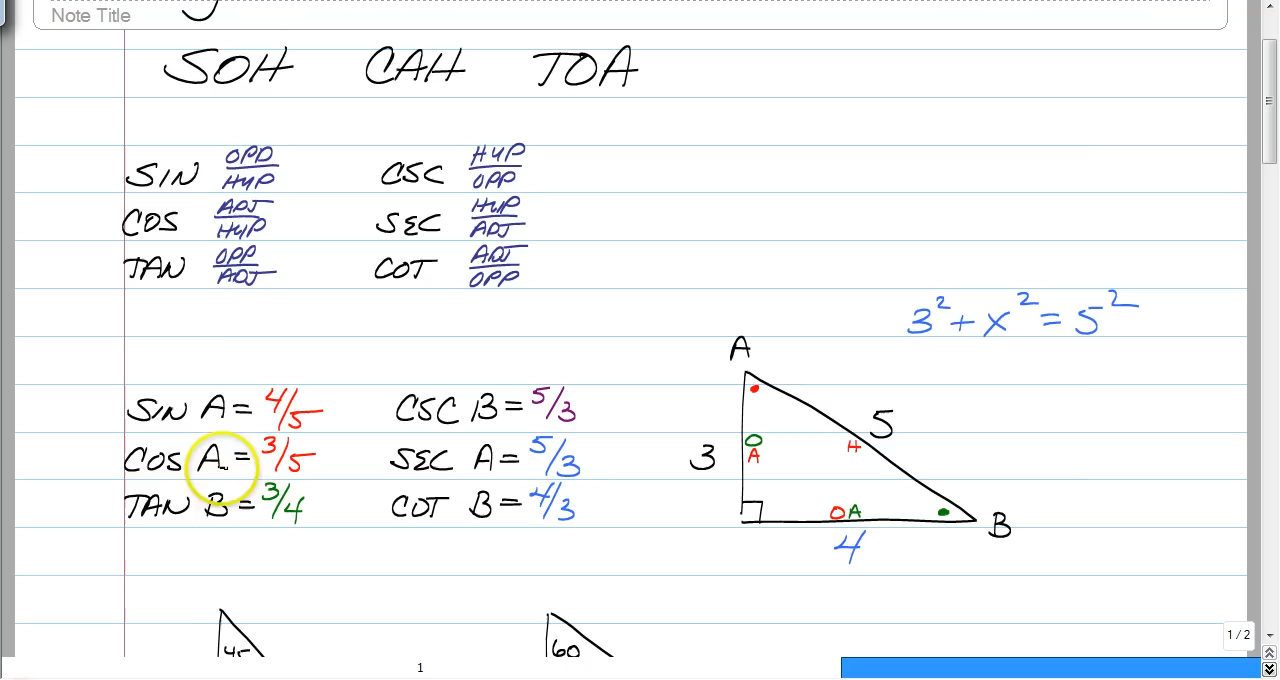 Note Title
SOH CAH TOA
SIN OPP/HYP CSC HYP/OPP
COS ADJ/HYP SEC HYP/ADJ
TAN OPP/ADJ COT ADJ/OPP
3² + x² = 5²
A
SIN A = 4/5 CSC B = 5/3
COS A = 3/5 SEC A = 5/3
TAN B = 3/4 COT B = 4/3
5
O
H
3 A
O A
B
4
45 60
1 / 2
1